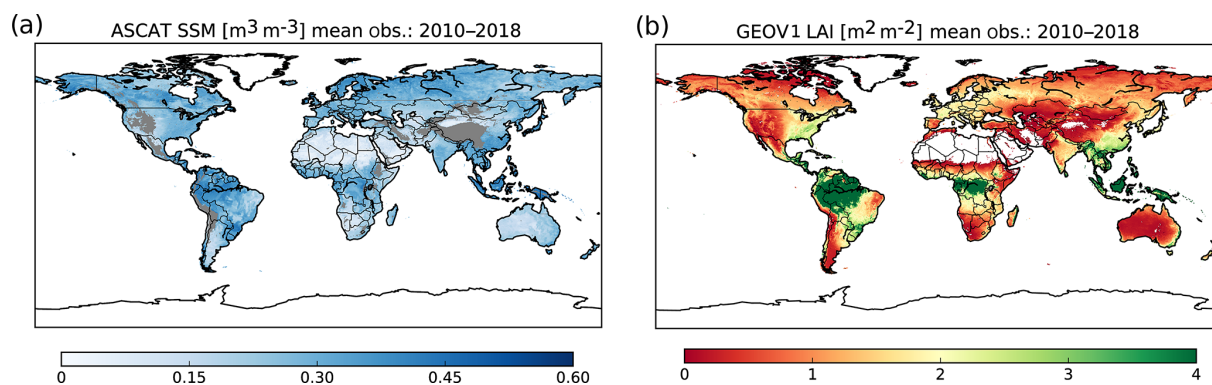 (a)
ASCAT SSM [m³ m⁻³] mean obs.: 2010–2018
0 0.15 0.30 0.45 0.60
(b)
GEOV1 LAI [m² m⁻²] mean obs.: 2010–2018
0 1 2 3 4